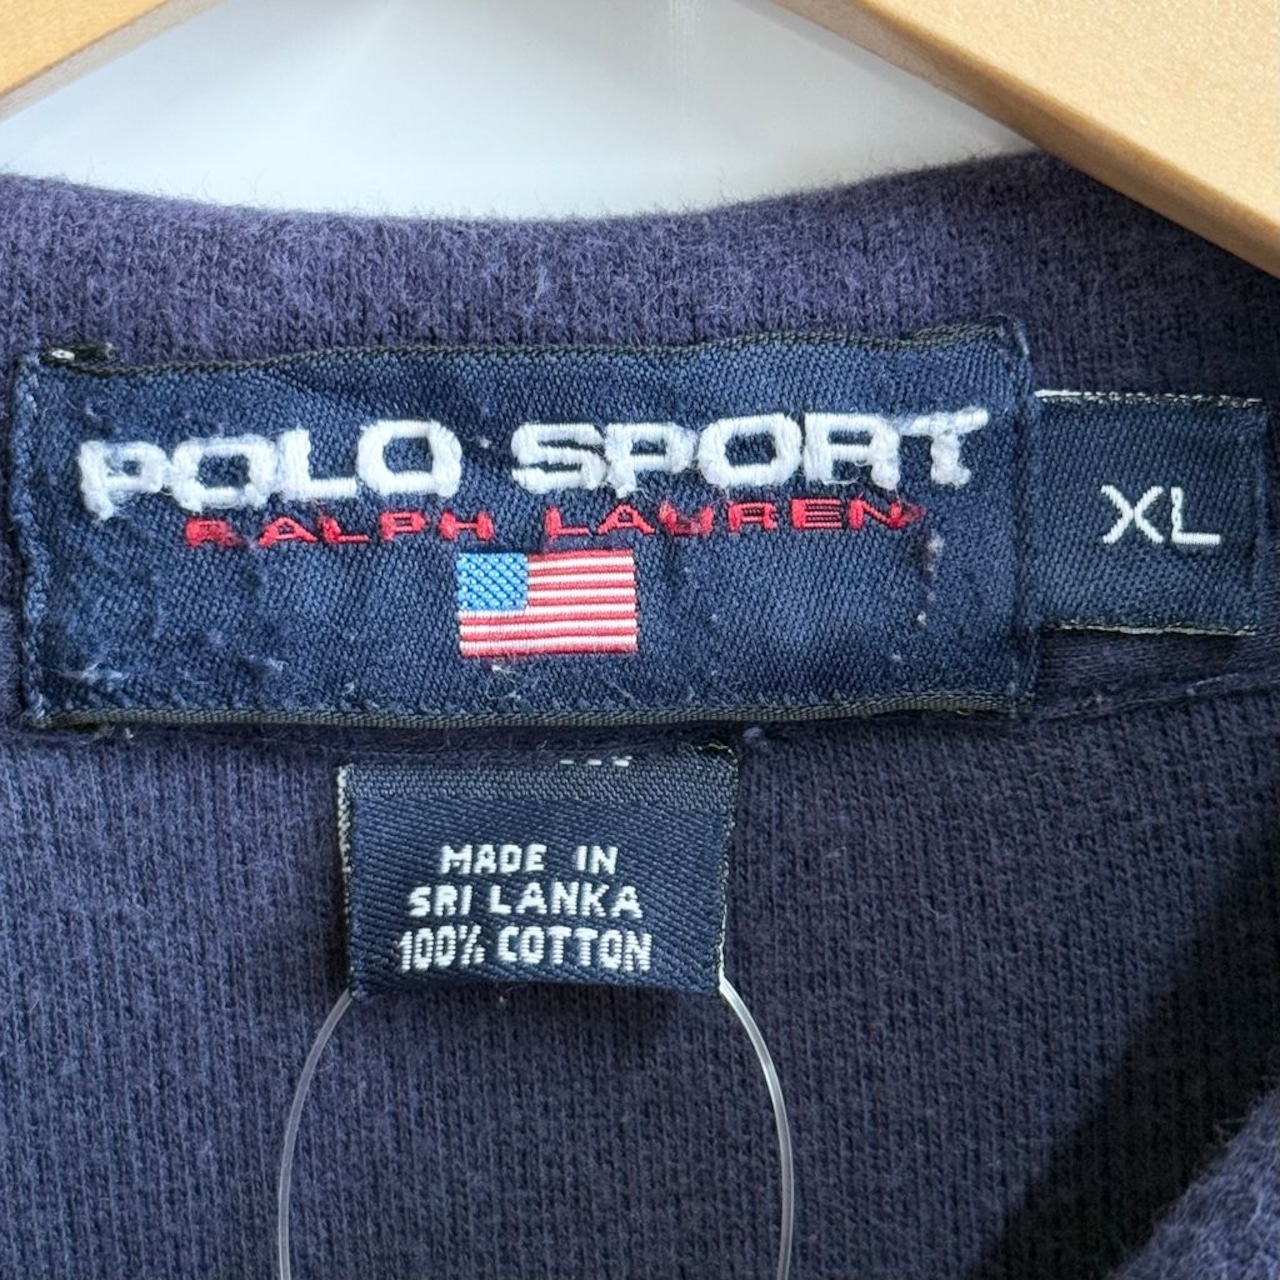 POLO SPORT
RALPH LAUREN
XL
MADE IN
SRI LANKA
100% COTTON